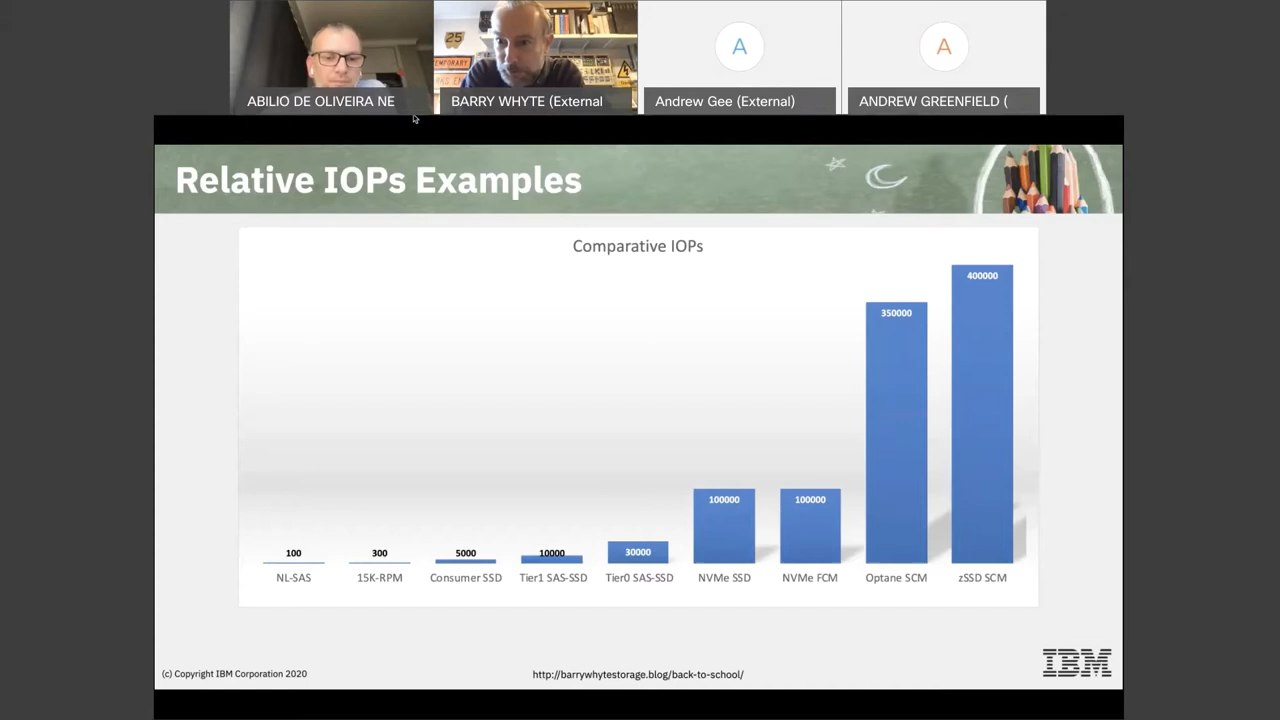 25
TEMPORARY
ABILIO DE OLIVEIRA NE
BARRY WHYTE (External
A
Andrew Gee (External)
A
ANDREW GREENFIELD (
Relative IOPs Examples
Comparative IOPs
100
300
5000
10000
30000
100000
100000
350000
400000
NL-SAS
15K-RPM
Consumer SSD
Tier1 SAS-SSD
Tier0 SAS-SSD
NVMe SSD
NVMe FCM
Optane SCM
zSSD SCM
(c) Copyright IBM Corporation 2020
http://barrywhytestorage.blog/back-to-school/
IBM